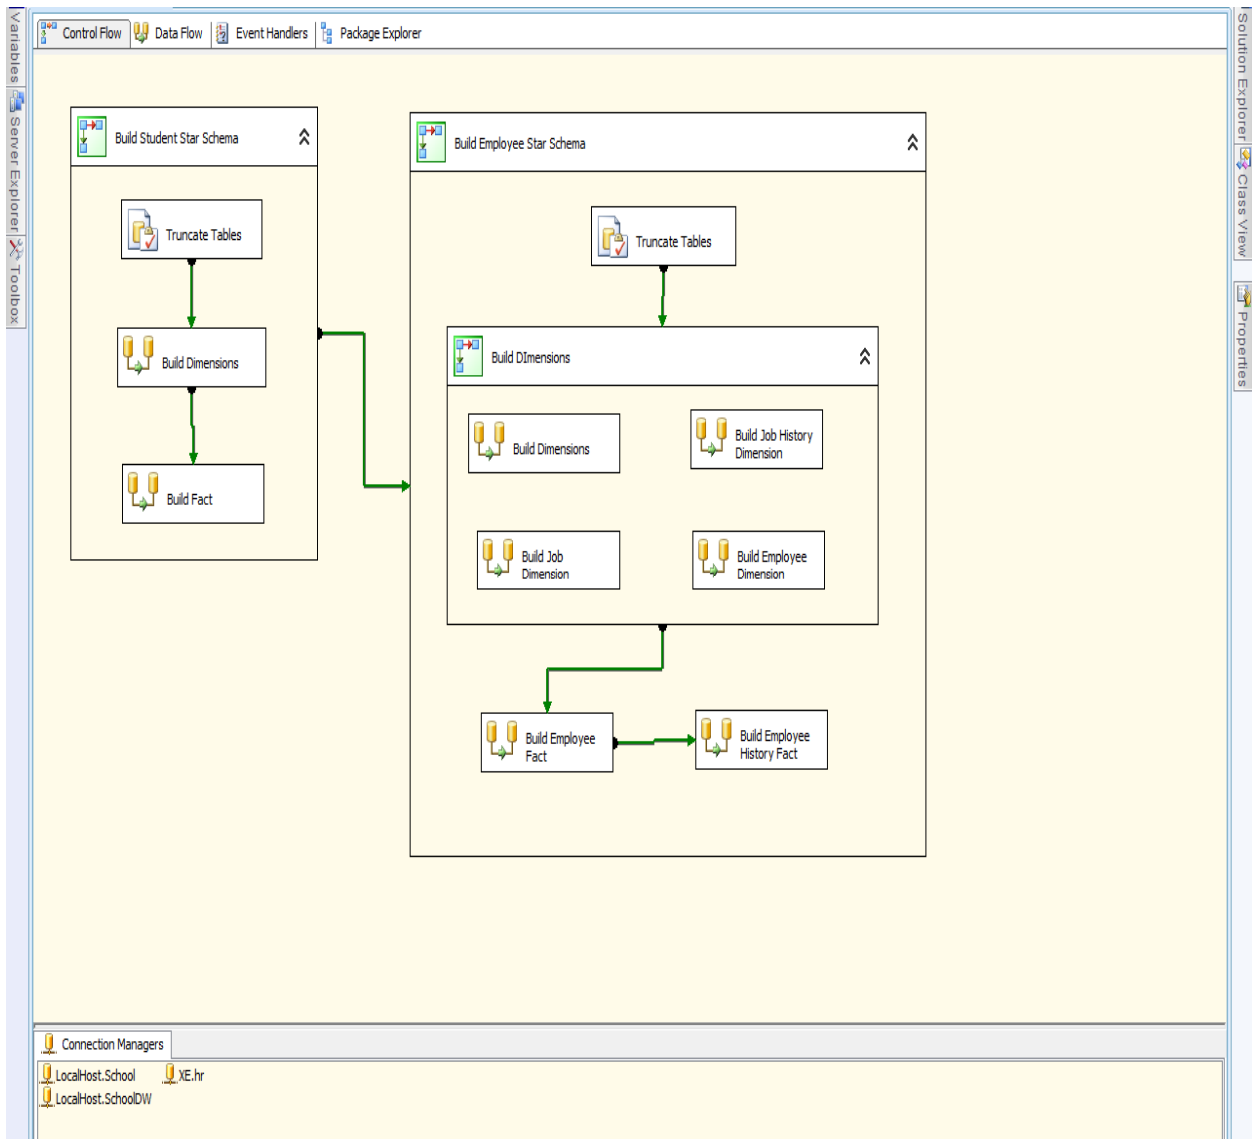 Control Flow
Data Flow
Event Handlers
Package Explorer
Variables
Server Explorer
Toolbox
Solution Explorer
Class View
Properties
Build Student Star Schema
Truncate Tables
Build Dimensions
Build Fact
Build Employee Star Schema
Truncate Tables
Build DImensions
Build Dimensions
Build Job History
Dimension
Build Job
Dimension
Build Employee
Dimension
Build Employee
Fact
Build Employee
History Fact
Connection Managers
LocalHost.School
XE.hr
LocalHost.SchoolDW